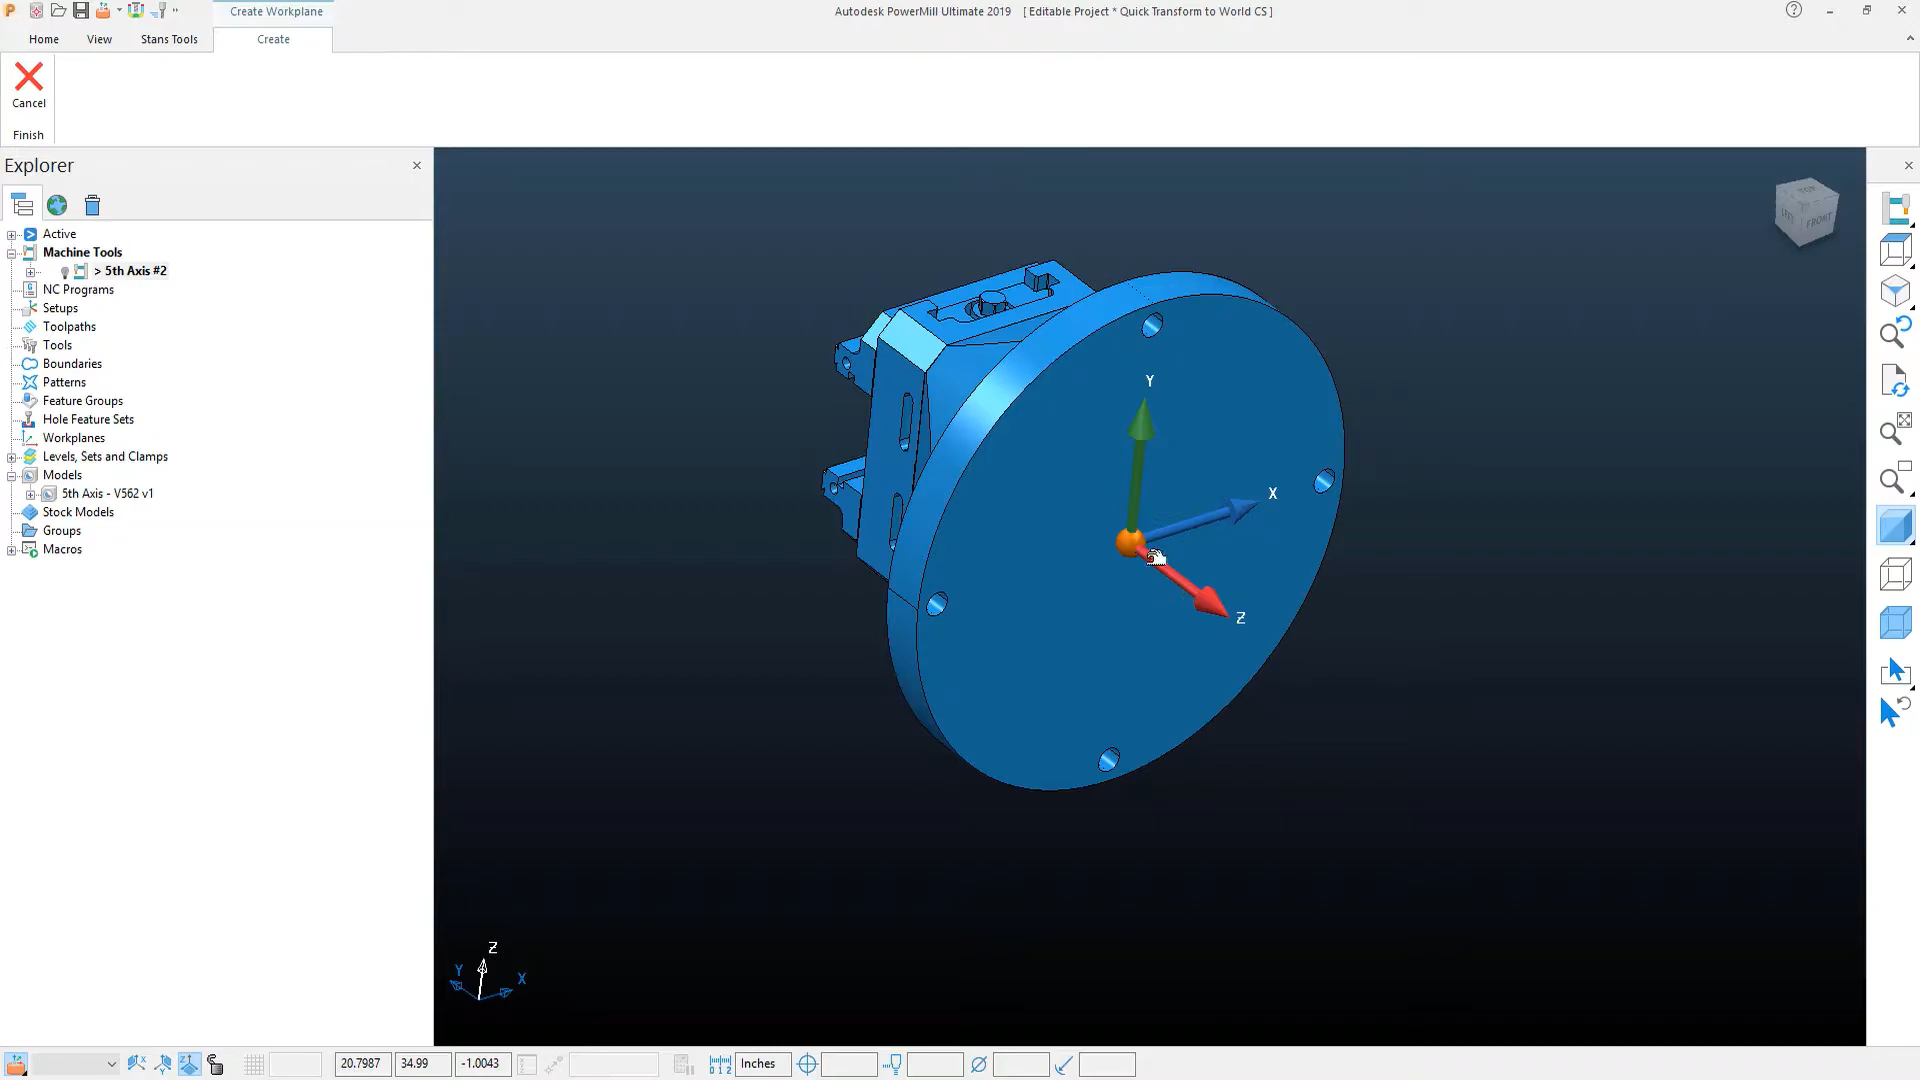 Create Workplane
Autodesk PowerMill Ultimate 2019 [ Editable Project * Quick Transform to World CS ]
Home View Stans Tools Create
Cancel
Finish
Explorer
Active
Machine Tools
> 5th Axis #2
NC Programs
Setups
Toolpaths
Tools
Boundaries
Patterns
Feature Groups
Hole Feature Sets
Workplanes
Levels, Sets and Clamps
Models
5th Axis - V562 v1
Stock Models
Groups
Macros
TOP
LEFT
FRONT
Y
X
Z
Z
Y
X
20.7987 34.99 -1.0043 Inches